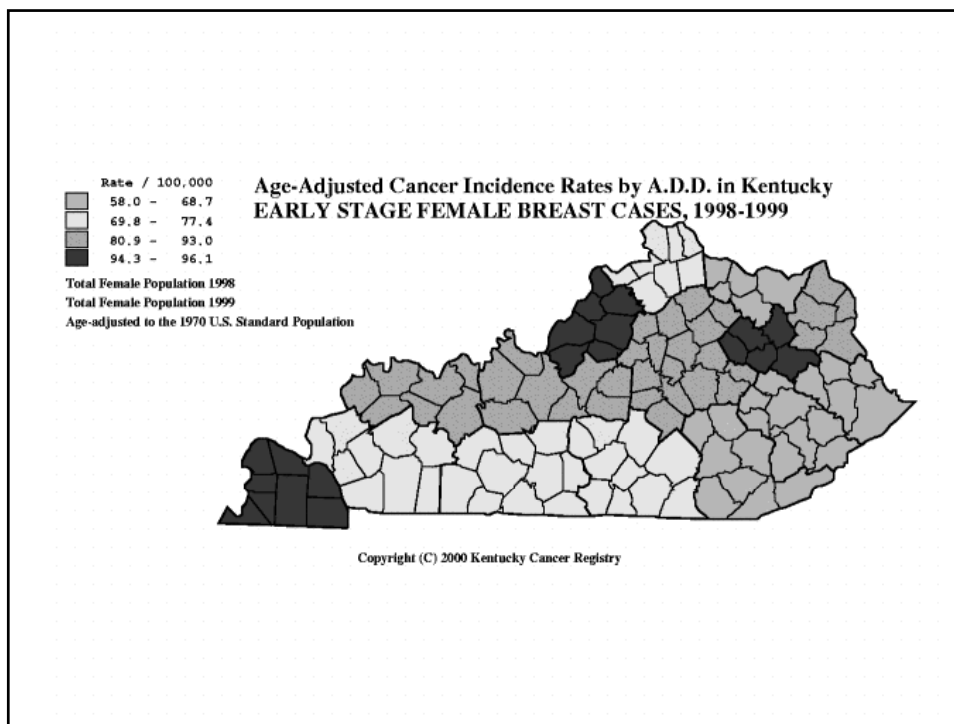 Rate / 100,000
58.0 - 68.7
69.8 - 77.4
80.9 - 93.0
94.3 - 96.1
Age-Adjusted Cancer Incidence Rates by A.D.D. in Kentucky
EARLY STAGE FEMALE BREAST CASES, 1998-1999
Total Female Population 1998
Total Female Population 1999
Age-adjusted to the 1970 U.S. Standard Population
Copyright (C) 2000 Kentucky Cancer Registry